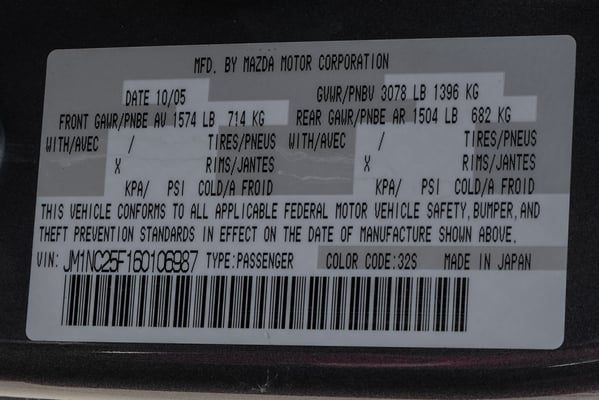 MFD. BY MAZDA MOTOR CORPORATION
DATE 10/05 GVWR/PNBV 3078 LB 1396 KG
FRONT GAWR/PNBE AV 1574 LB 714 KG REAR GAWR/PNBE AR 1504 LB 682 KG
WITH/AVEC / TIRES/PNEUS WITH/AVEC / TIRES/PNEUS
X RIMS/JANTES X RIMS/JANTES
KPA/ PSI COLD/A FROID KPA/ PSI COLD/A FROID
THIS VEHICLE CONFORMS TO ALL APPLICABLE FEDERAL MOTOR VEHICLE SAFETY,BUMPER,AND
THEFT PREVENTION STANDARDS IN EFFECT ON THE DATE OF MANUFACTURE SHOWN ABOVE.
VIN: JM1NC25F160106987 TYPE:PASSENGER COLOR CODE:32S MADE IN JAPAN